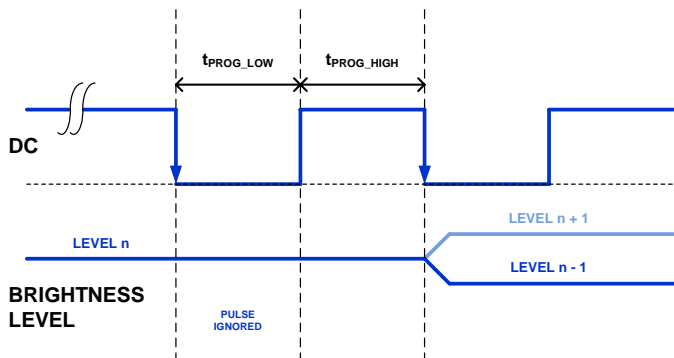 tPROG_LOW
tPROG_HIGH
DC
LEVEL n + 1
LEVEL n
LEVEL n - 1
BRIGHTNESS
LEVEL
PULSE
IGNORED